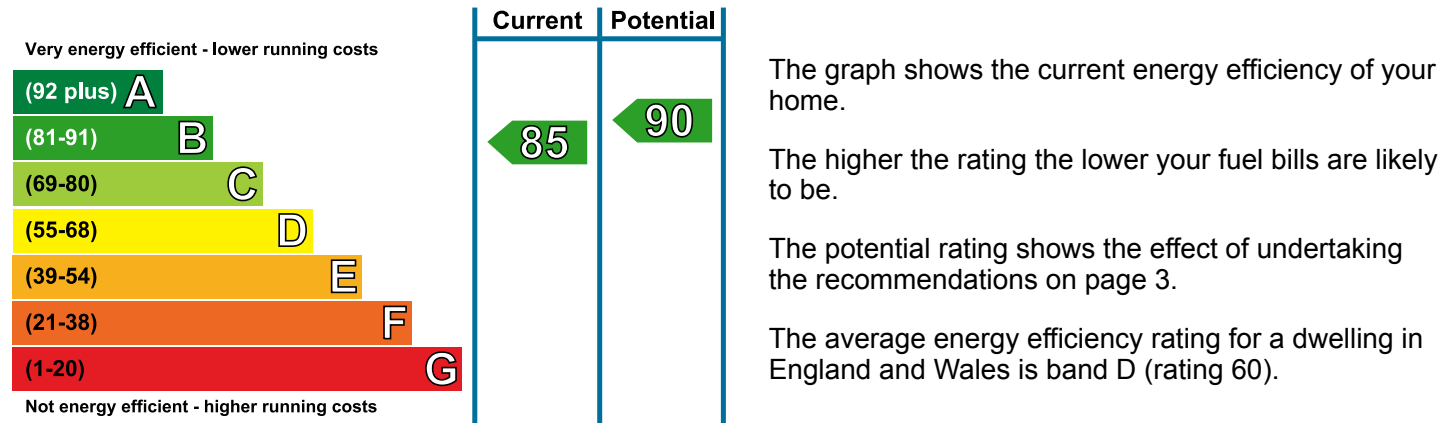 Current Potential
Very energy efficient - lower running costs
(92 plus) A
(81-91) B
(69-80) C
(55-68) D
(39-54) E
(21-38) F
(1-20) G
Not energy efficient - higher running costs
85
90
The graph shows the current energy efficiency of your
home.
The higher the rating the lower your fuel bills are likely
to be.
The potential rating shows the effect of undertaking
the recommendations on page 3.
The average energy efficiency rating for a dwelling in
England and Wales is band D (rating 60).